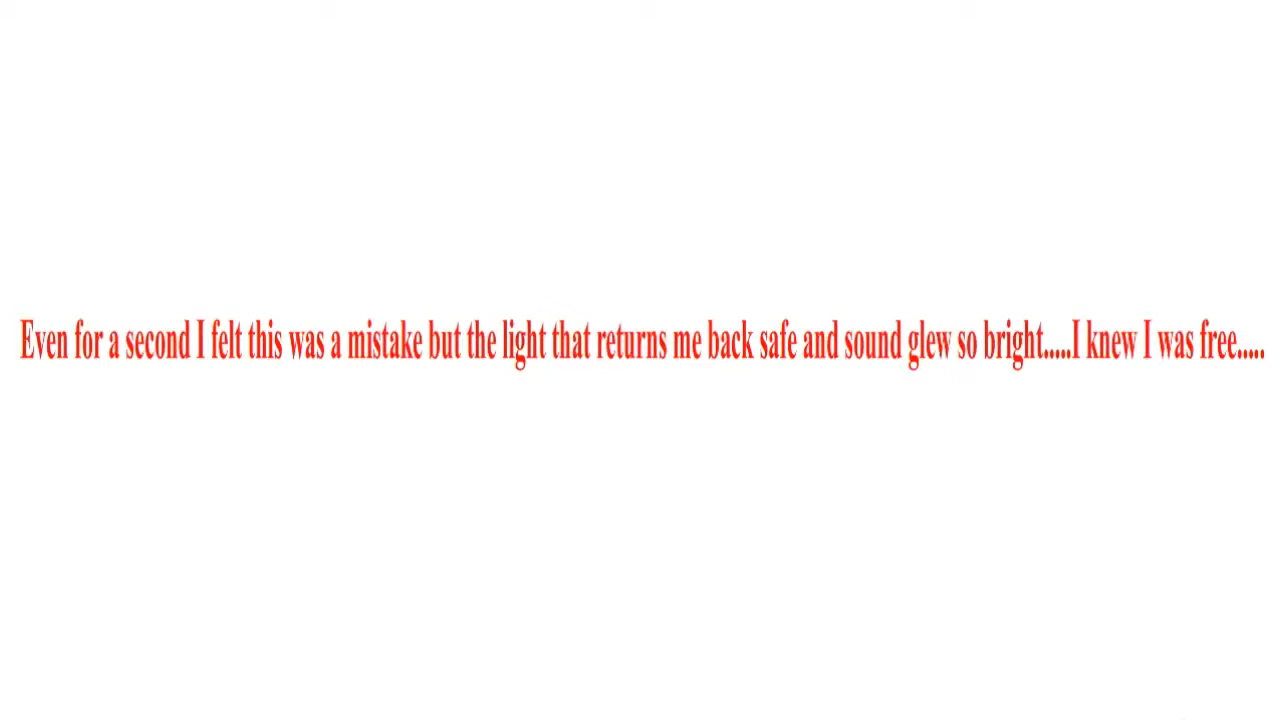 Even for a second I felt this was a mistake but the light that returns me back safe and sound glew so bright.....I knew I was free.....